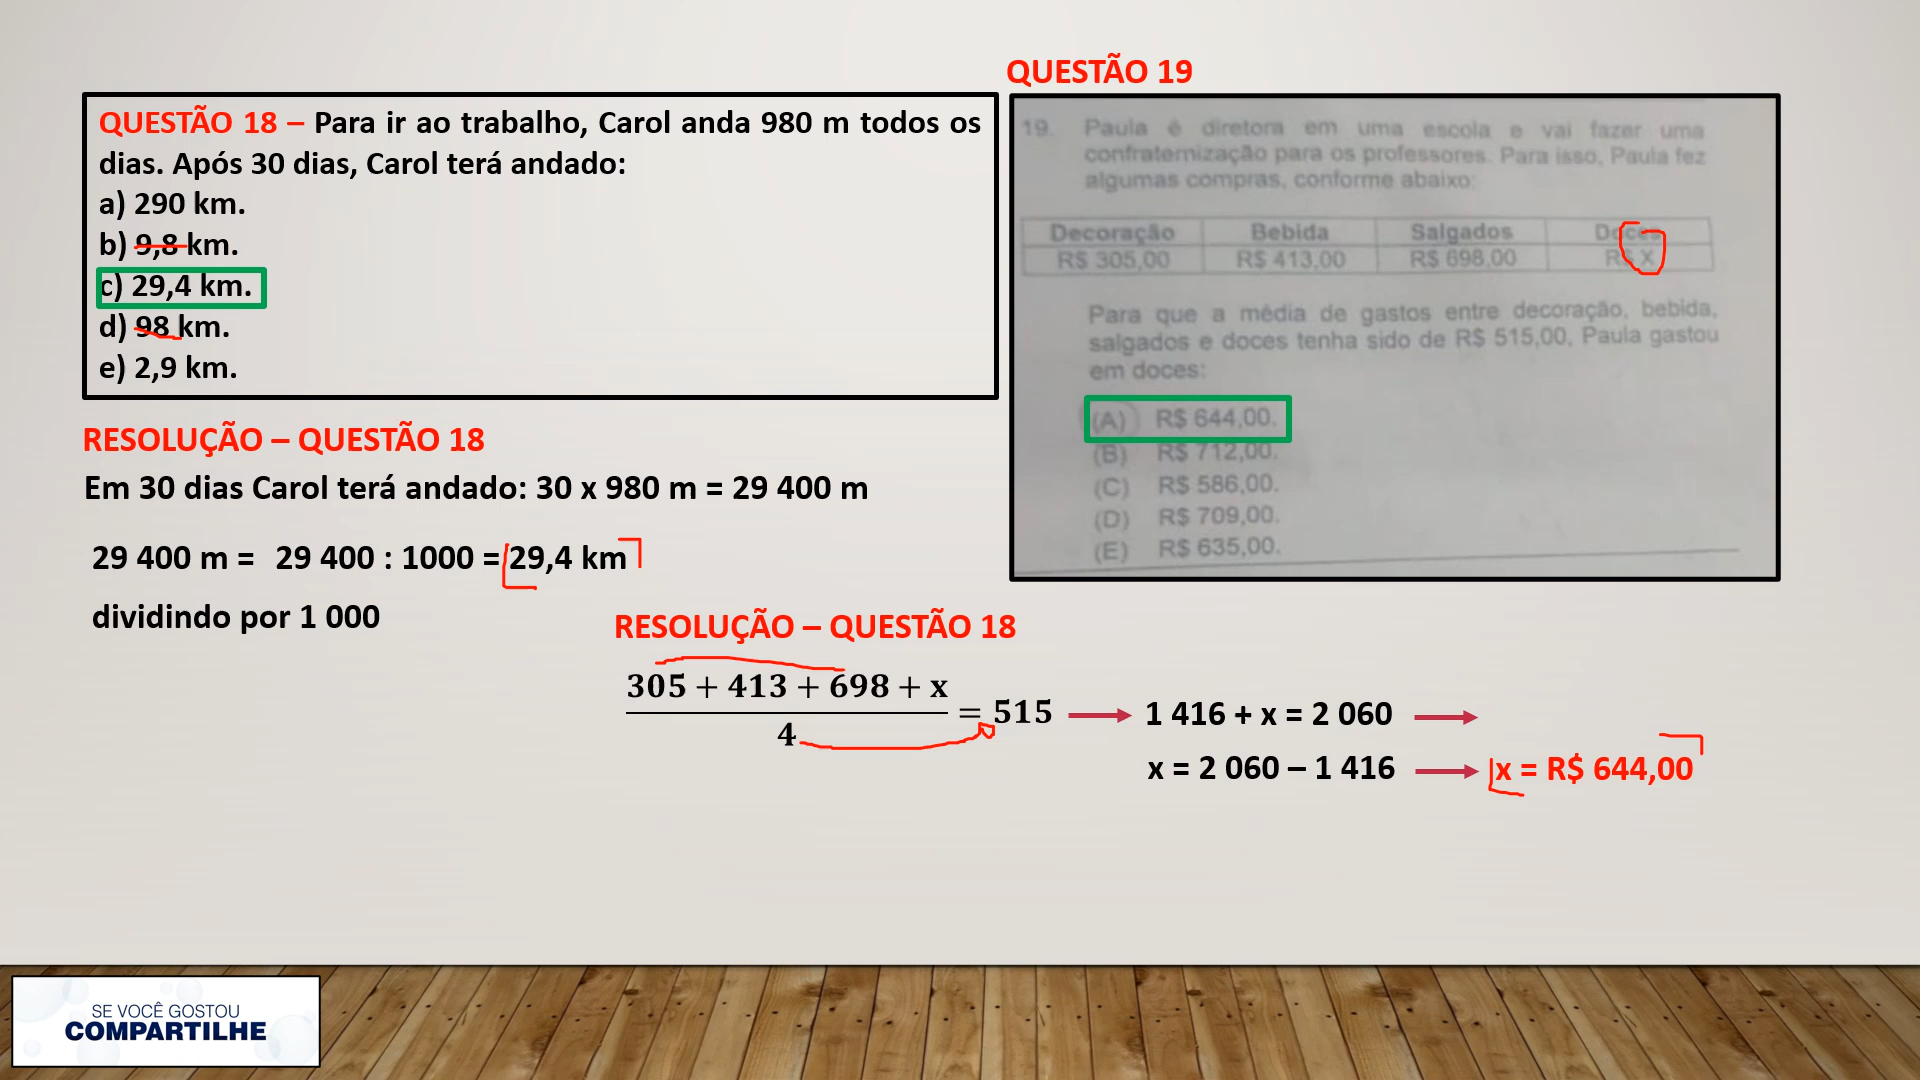 QUESTÃO 18 – Para ir ao trabalho, Carol anda 980 m todos os
dias. Após 30 dias, Carol terá andado:
a) 290 km.
b) 9,8 km.
c) 29,4 km.
d) 98 km.
e) 2,9 km.
RESOLUÇÃO – QUESTÃO 18
Em 30 dias Carol terá andado: 30 x 980 m = 29 400 m
29 400 m = 29 400 : 1000 = 29,4 km
dividindo por 1 000
QUESTÃO 19
19. Paula é diretora em uma escola e vai fazer uma
confraternização para os professores. Para isso, Paula fez
algumas compras, conforme abaixo:
Decoração Bebida Salgados Doces
R$ 305,00 R$ 413,00 R$ 698,00 R$ X
Para que a média de gastos entre decoração, bebida,
salgados e doces tenha sido de R$ 515,00, Paula gastou
em doces:
(A) R$ 644,00.
(B) R$ 712,00.
(C) R$ 586,00.
(D) R$ 709,00.
(E) R$ 635,00.
RESOLUÇÃO – QUESTÃO 18
305 + 413 + 698 + x
4
= 515
1 416 + x = 2 060
x = 2 060 – 1 416
x = R$ 644,00
SE VOCÊ GOSTOU
COMPARTILHE